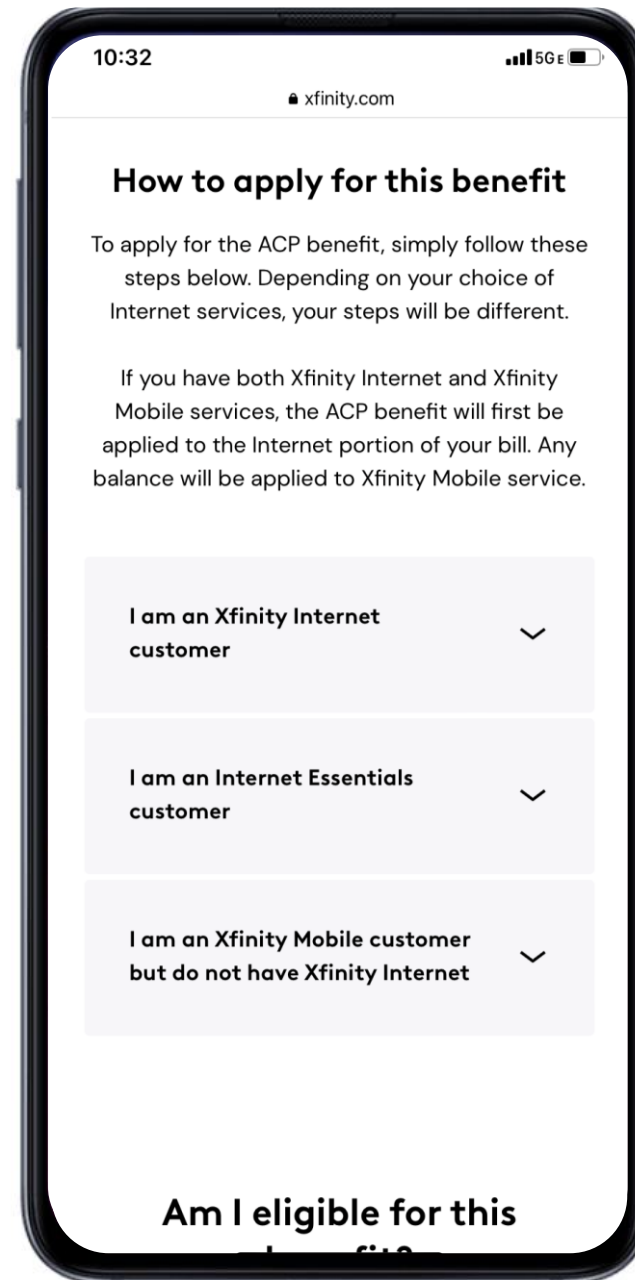 10:32
5G E
xfinity.com
How to apply for this benefit
To apply for the ACP benefit, simply follow these
steps below. Depending on your choice of
Internet services, your steps will be different.
If you have both Xfinity Internet and Xfinity
Mobile services, the ACP benefit will first be
applied to the Internet portion of your bill. Any
balance will be applied to Xfinity Mobile service.
I am an Xfinity Internet
customer
I am an Internet Essentials
customer
I am an Xfinity Mobile customer
but do not have Xfinity Internet
Am I eligible for this
benefit?